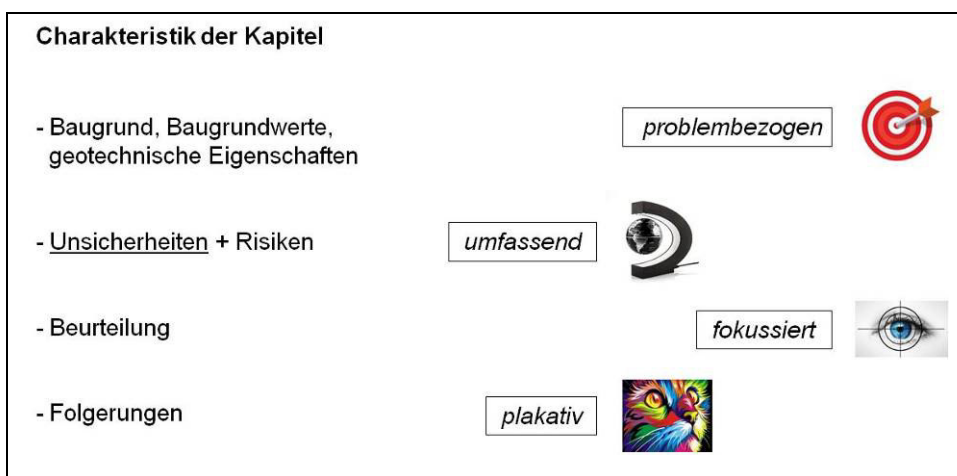 Charakteristik der Kapitel
- Baugrund, Baugrundwerte,
geotechnische Eigenschaften
problembezogen
- Unsicherheiten + Risiken
umfassend
- Beurteilung
fokussiert
- Folgerungen
plakativ